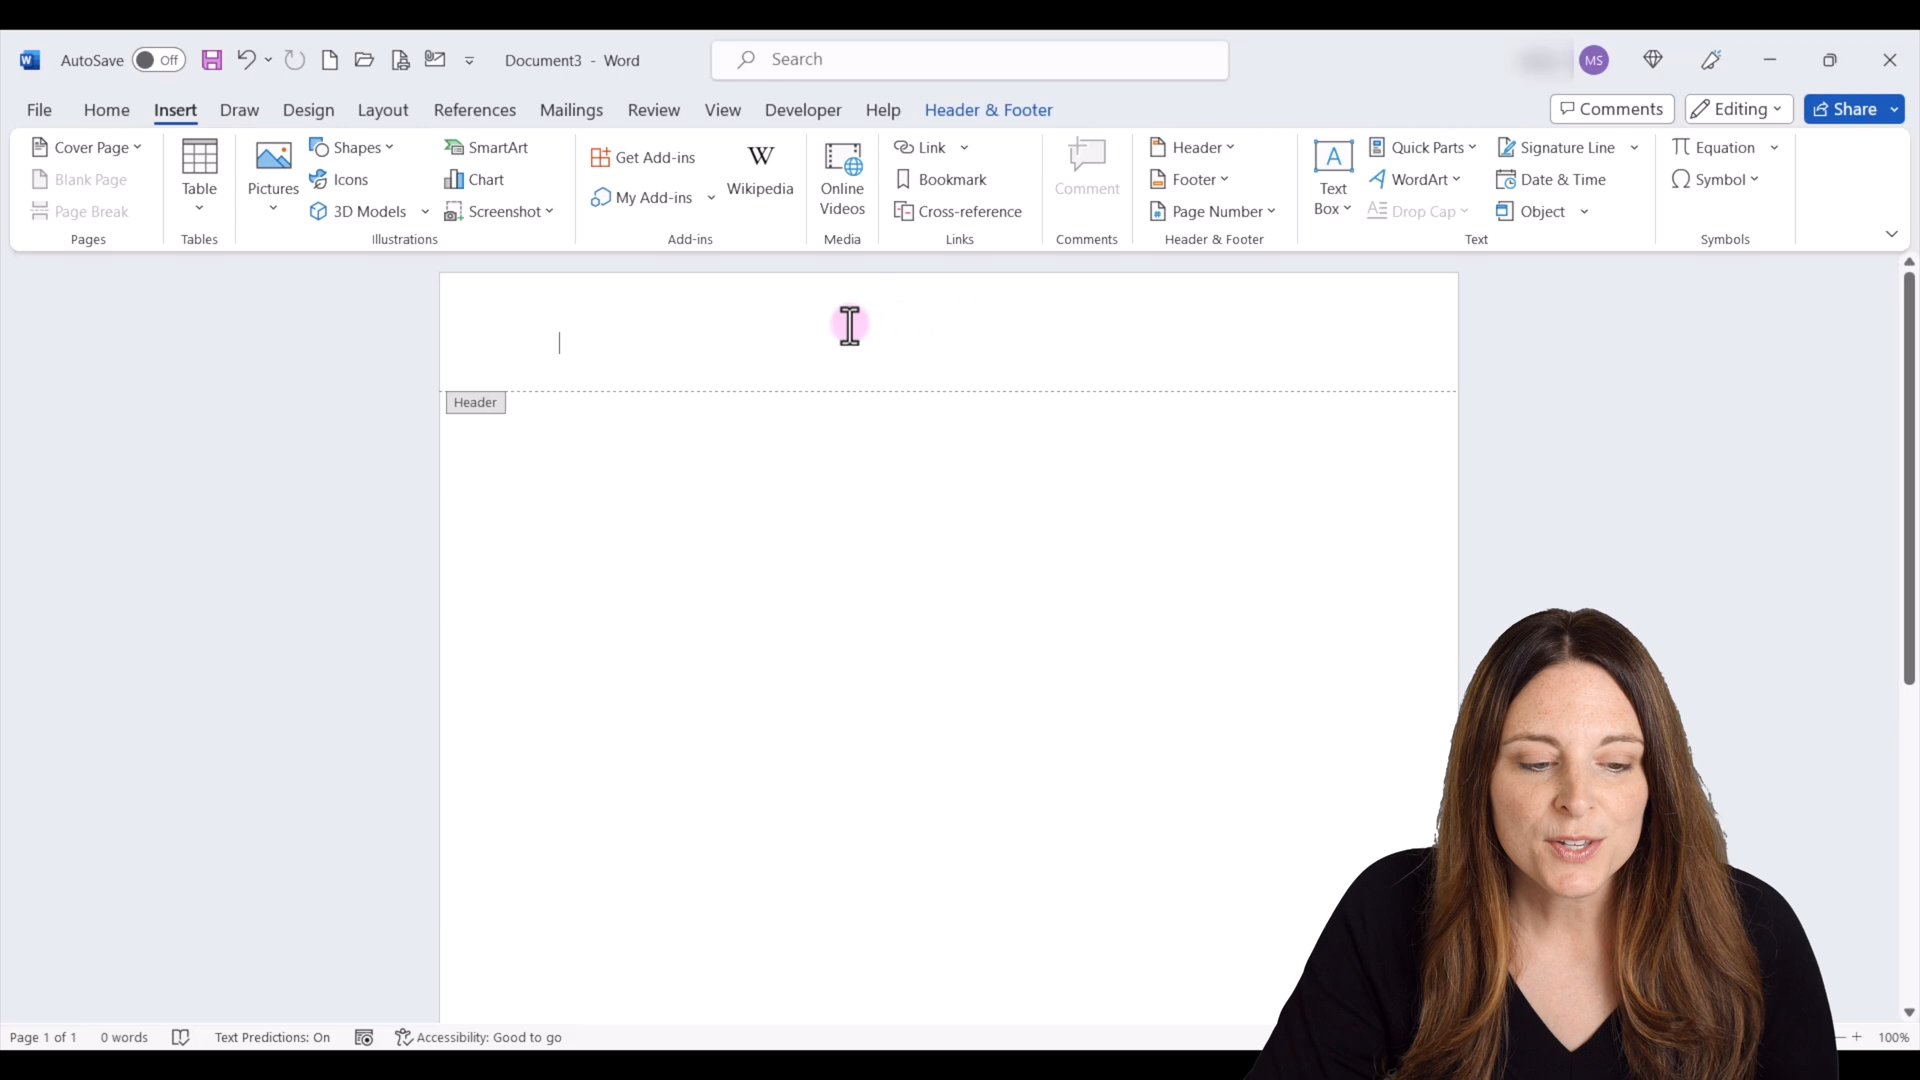 AutoSave Off Document3 - Word Search MS
File Home Insert Draw Design Layout References Mailings Review View Developer Help Header & Footer Comments Editing Share
Cover Page
Blank Page
Page Break
Pages
Table
Tables
Pictures
Shapes
Icons
3D Models
SmartArt
Chart
Screenshot
Illustrations
Get Add-ins
My Add-ins
W
Wikipedia
Add-ins
Online
Videos
Media
Link
Bookmark
Cross-reference
Links
Comment
Comments
Header
Footer
Page Number
Header & Footer
A
Text
Box
Quick Parts
WordArt
Drop Cap
Signature Line
Date & Time
Object
Text
Equation
Symbol
Symbols
Header
Page 1 of 1 0 words Text Predictions: On Accessibility: Good to go 100%